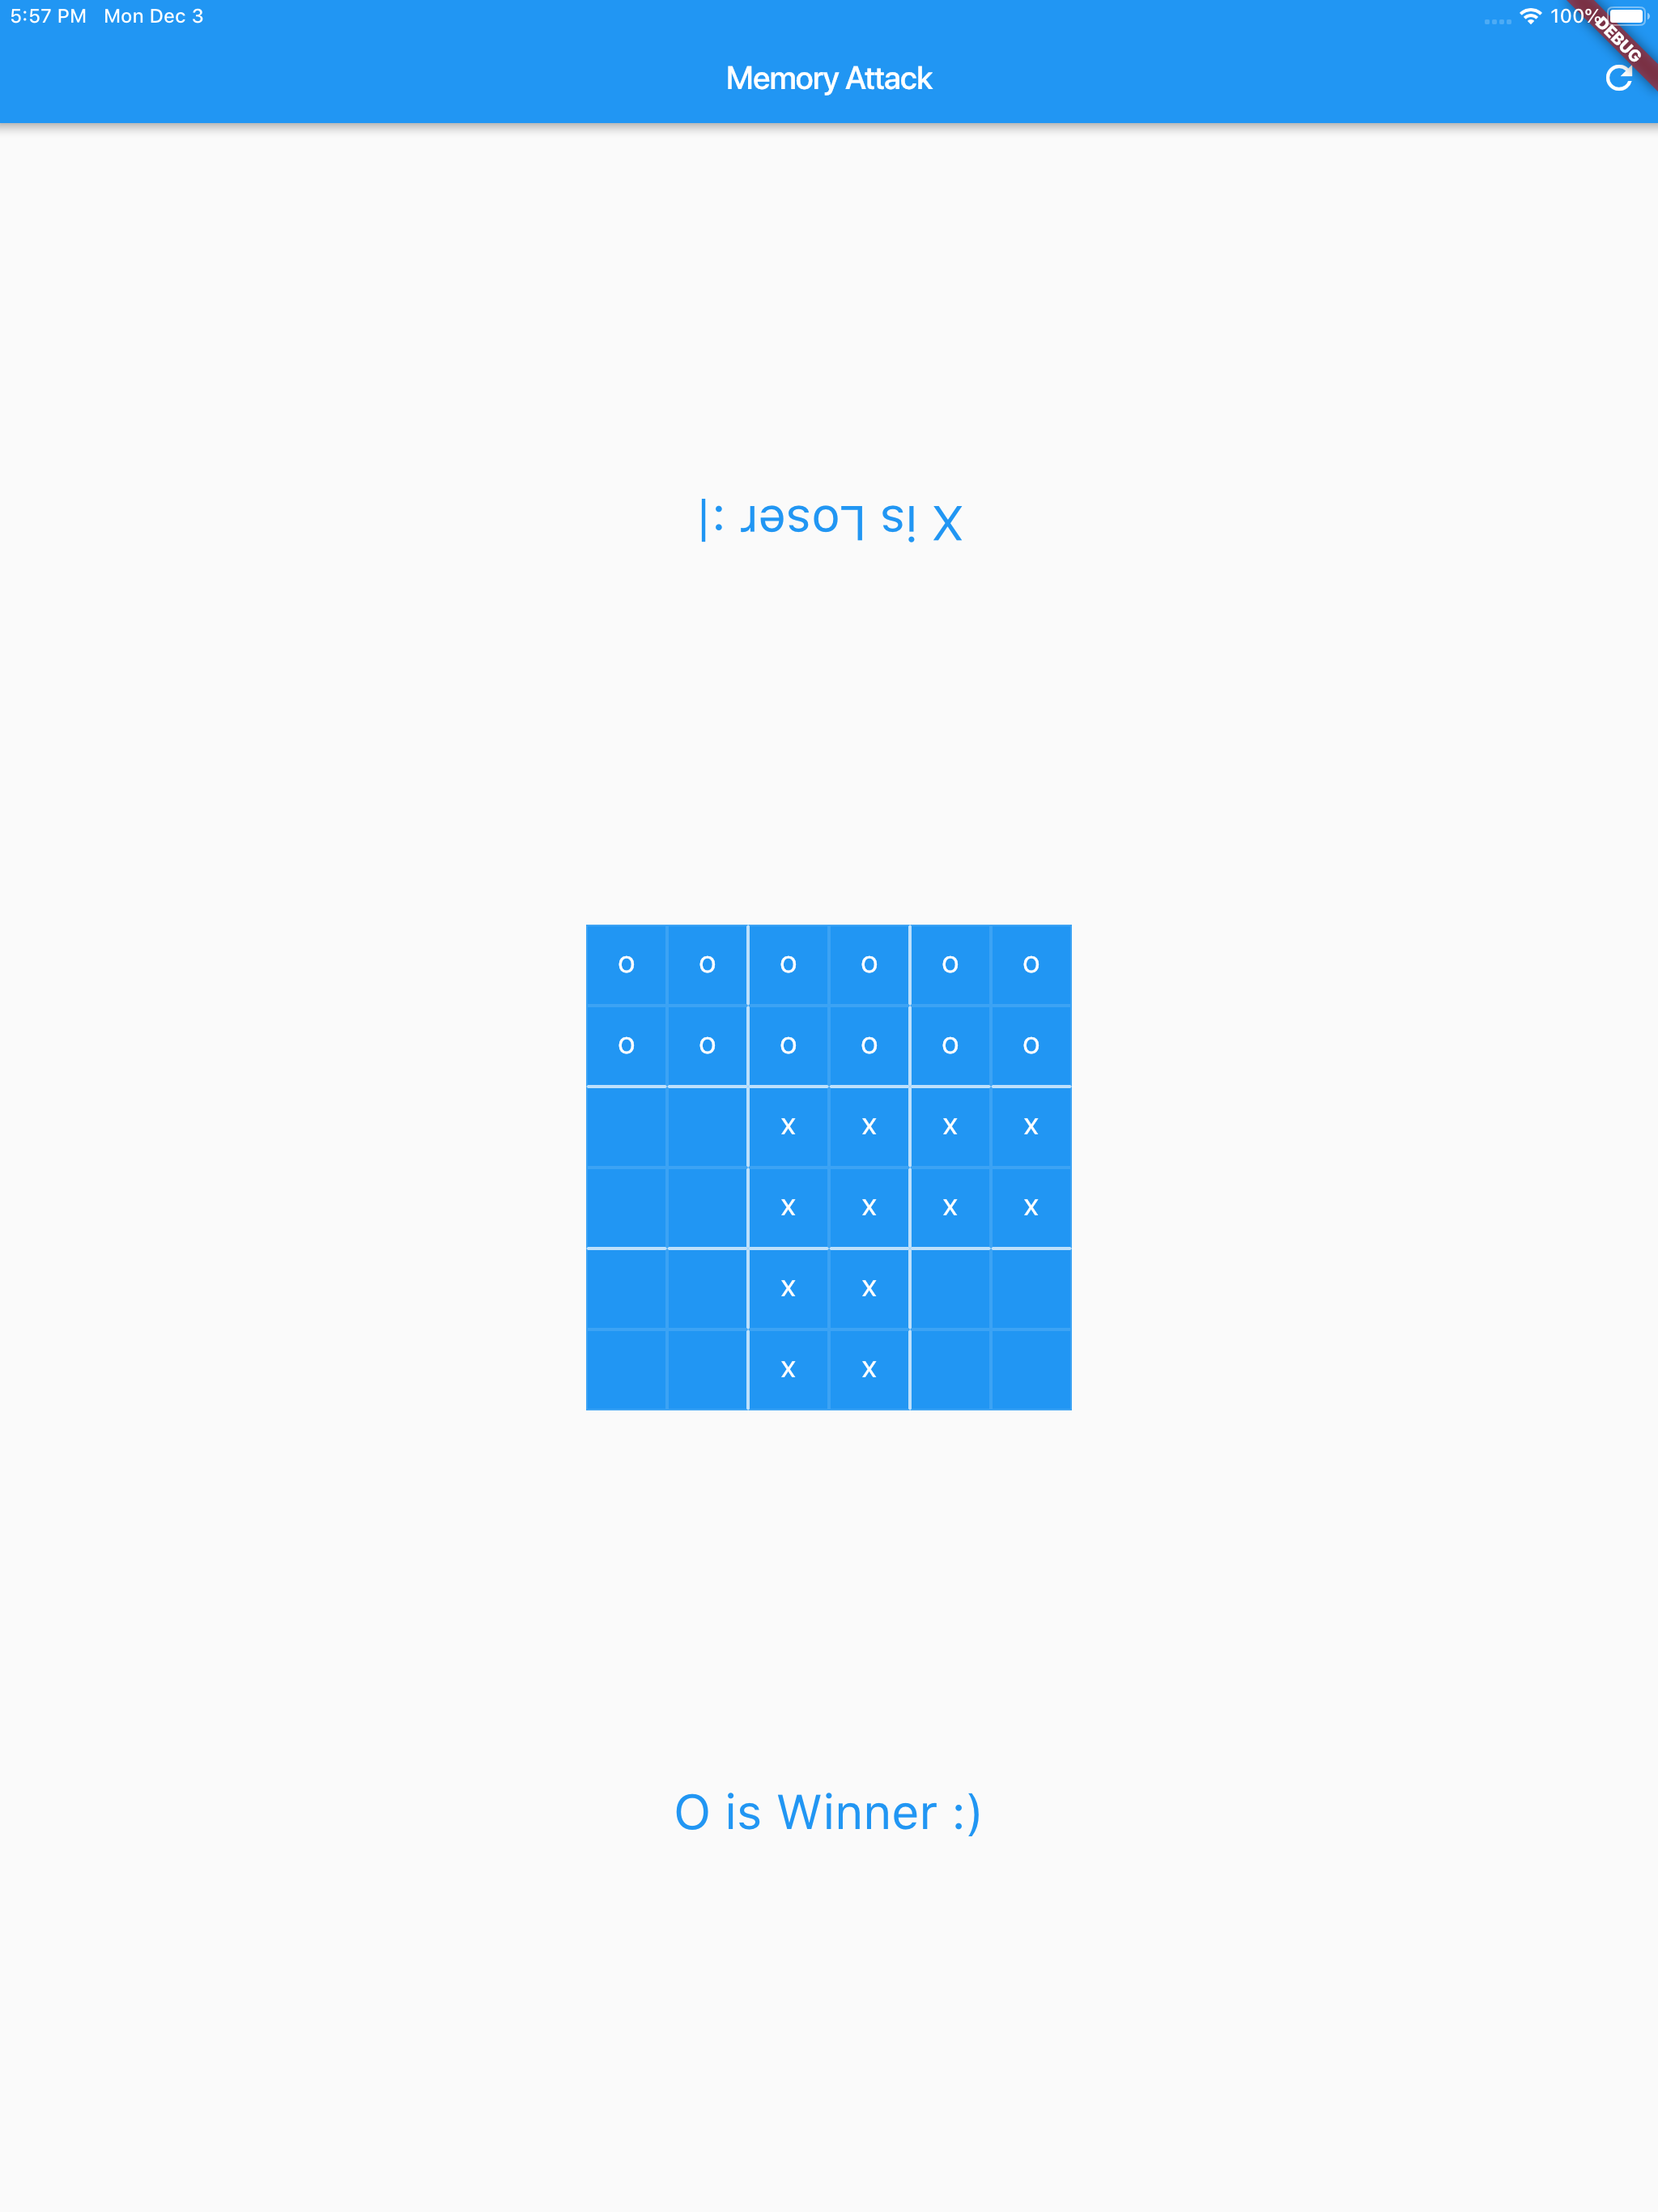 5:57 PM Mon Dec 3 100%
DEBUG
Memory Attack
X is Loser :|
o o o o o o
o o o o o o
x x x x
x x x x
x x
x x
O is Winner :)